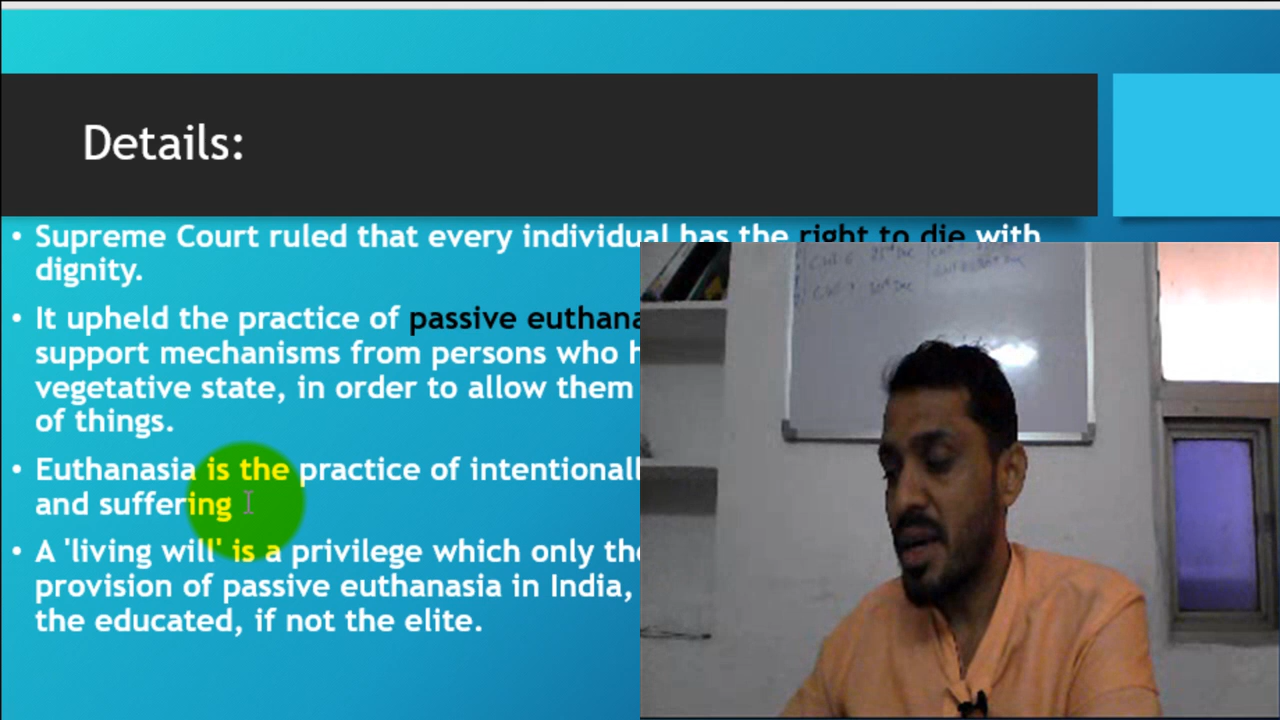 Details:
• Supreme Court ruled that every individual has the right to die with
dignity.
• It upheld the practice of passive euthana
support mechanisms from persons who h
vegetative state, in order to allow them
of things.
• Euthanasia is the practice of intentionall
and suffering
• A 'living will' is a privilege which only the
provision of passive euthanasia in India,
the educated, if not the elite.